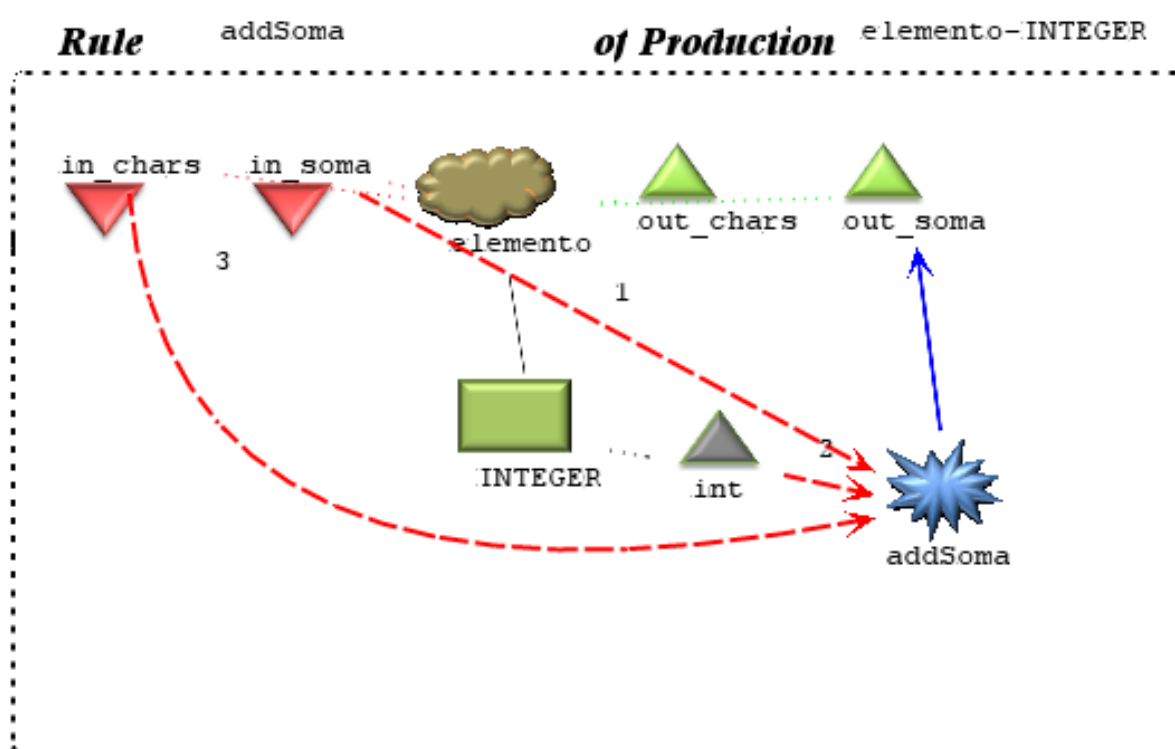 Rule addSoma of Production elemento-INTEGER
in_chars in_soma
out_chars out_soma
elemento
3
1
2
INTEGER
int
addSoma